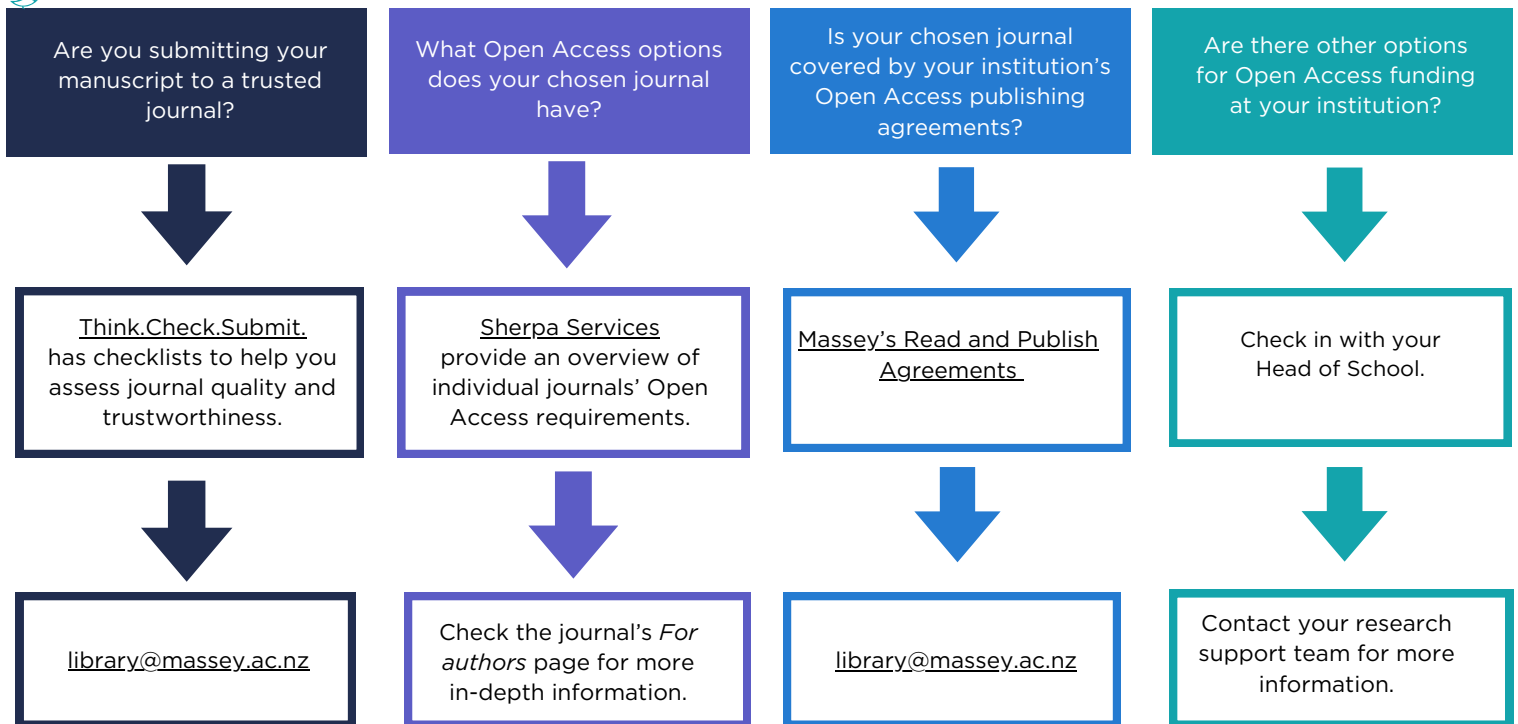 Are you submitting your
manuscript to a trusted
journal?
Think.Check.Submit.
has checklists to help you
assess journal quality and
trustworthiness.
library@massey.ac.nz
What Open Access options
does your chosen journal
have?
Sherpa Services
provide an overview of
individual journals’ Open
Access requirements.
Check the journal’s For
authors page for more
in-depth information.
Is your chosen journal
covered by your institution’s
Open Access publishing
agreements?
Massey’s Read and Publish
Agreements
library@massey.ac.nz
Are there other options
for Open Access funding
at your institution?
Check in with your
Head of School.
Contact your research
support team for more
information.